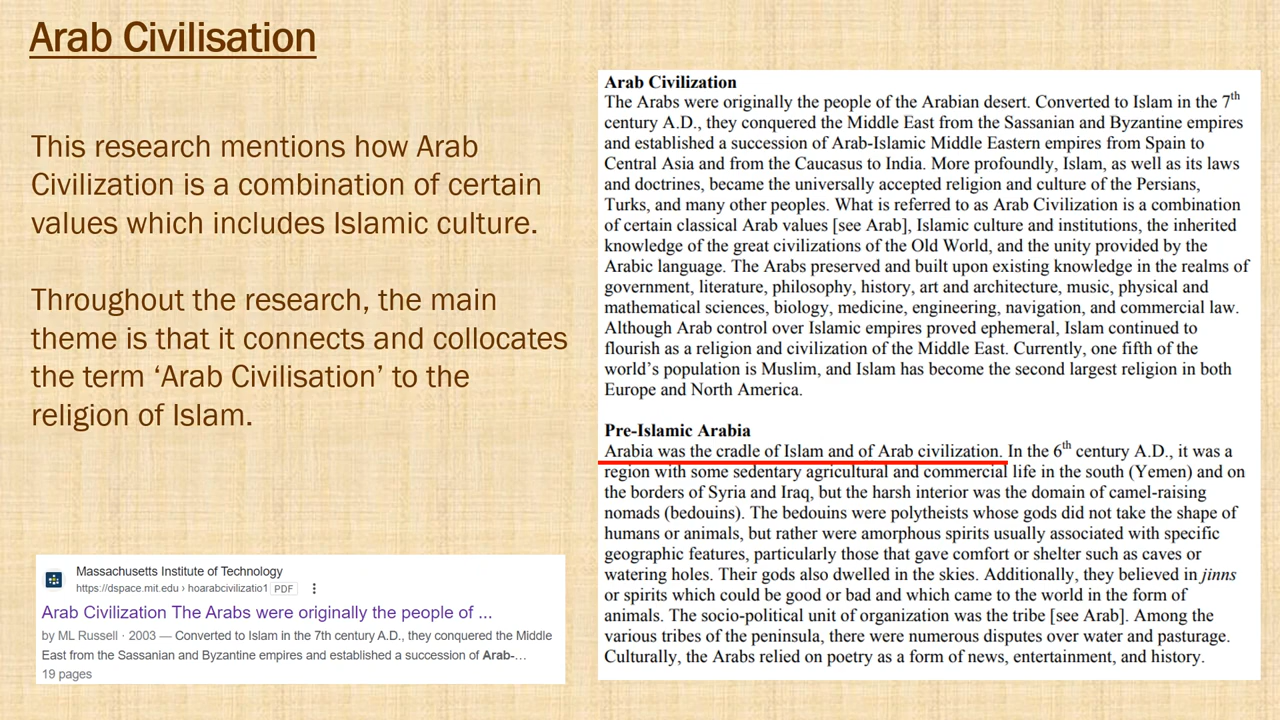 Arab Civilisation
This research mentions how Arab
Civilization is a combination of certain
values which includes Islamic culture.
Throughout the research, the main
theme is that it connects and collocates
the term ‘Arab Civilisation’ to the
religion of Islam.
Massachusetts Institute of Technology
https://dspace.mit.edu › hoarabcivilizatio1 PDF
Arab Civilization The Arabs were originally the people of ...
by ML Russell · 2003 — Converted to Islam in the 7th century A.D., they conquered the Middle
East from the Sassanian and Byzantine empires and established a succession of Arab-...
19 pages
Arab Civilization
The Arabs were originally the people of the Arabian desert. Converted to Islam in the 7th
century A.D., they conquered the Middle East from the Sassanian and Byzantine empires
and established a succession of Arab-Islamic Middle Eastern empires from Spain to
Central Asia and from the Caucasus to India. More profoundly, Islam, as well as its laws
and doctrines, became the universally accepted religion and culture of the Persians,
Turks, and many other peoples. What is referred to as Arab Civilization is a combination
of certain classical Arab values [see Arab], Islamic culture and institutions, the inherited
knowledge of the great civilizations of the Old World, and the unity provided by the
Arabic language. The Arabs preserved and built upon existing knowledge in the realms of
government, literature, philosophy, history, art and architecture, music, physical and
mathematical sciences, biology, medicine, engineering, navigation, and commercial law.
Although Arab control over Islamic empires proved ephemeral, Islam continued to
flourish as a religion and civilization of the Middle East. Currently, one fifth of the
world’s population is Muslim, and Islam has become the second largest religion in both
Europe and North America.
Pre-Islamic Arabia
Arabia was the cradle of Islam and of Arab civilization. In the 6th century A.D., it was a
region with some sedentary agricultural and commercial life in the south (Yemen) and on
the borders of Syria and Iraq, but the harsh interior was the domain of camel-raising
nomads (bedouins). The bedouins were polytheists whose gods did not take the shape of
humans or animals, but rather were amorphous spirits usually associated with specific
geographic features, particularly those that gave comfort or shelter such as caves or
watering holes. Their gods also dwelled in the skies. Additionally, they believed in jinns
or spirits which could be good or bad and which came to the world in the form of
animals. The socio-political unit of organization was the tribe [see Arab]. Among the
various tribes of the peninsula, there were numerous disputes over water and pasturage.
Culturally, the Arabs relied on poetry as a form of news, entertainment, and history.